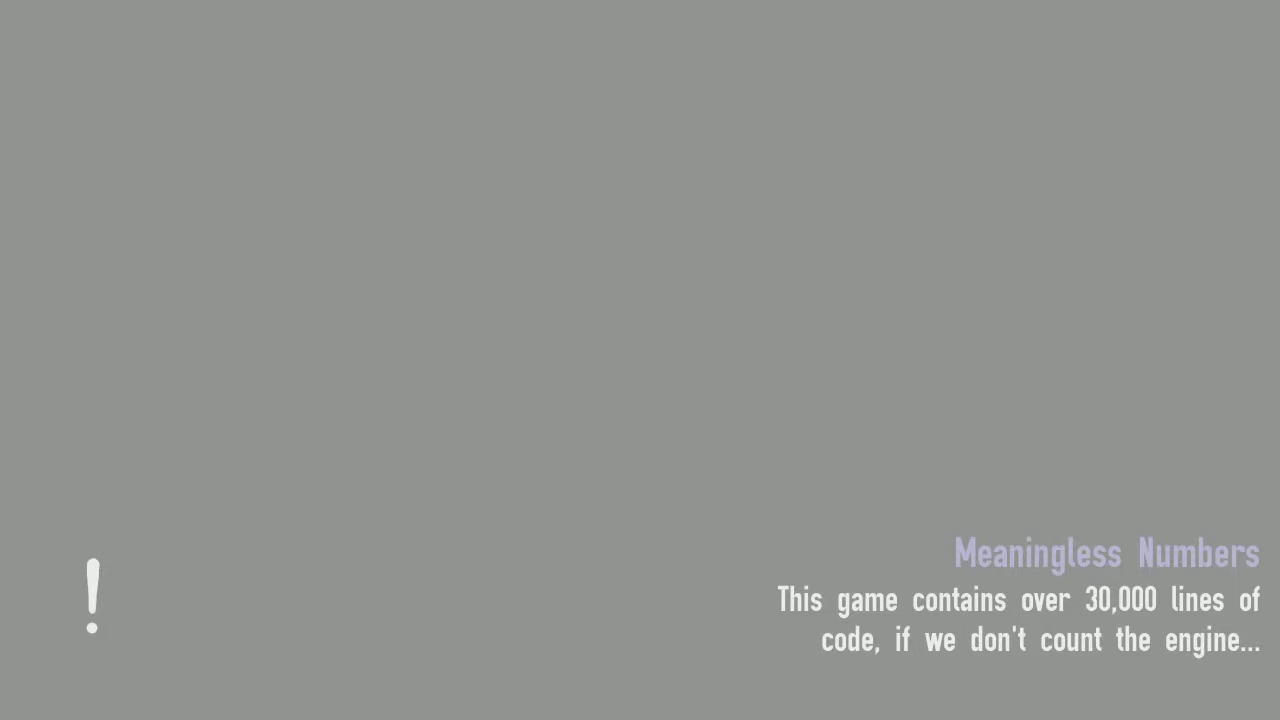 Meaningless Numbers
This game contains over 30,000 lines of
code, if we don't count the engine...
!